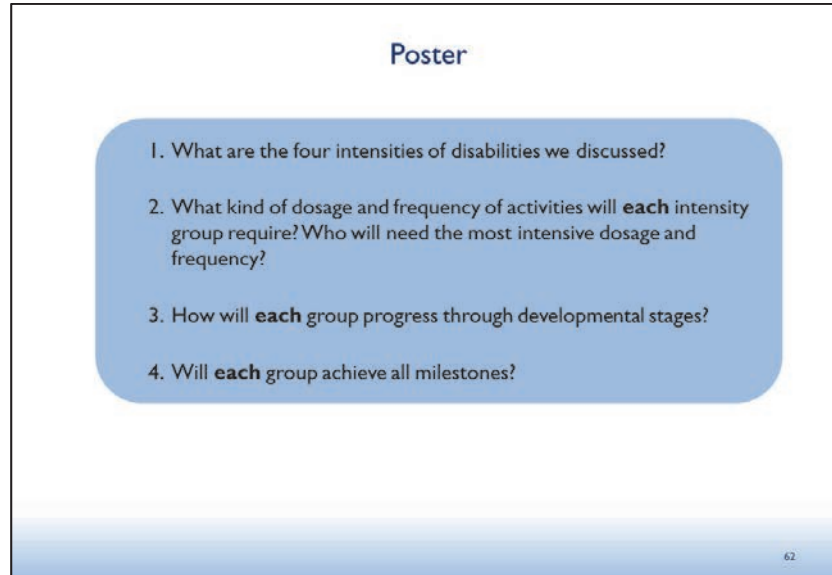 Poster
1. What are the four intensities of disabilities we discussed?
2. What kind of dosage and frequency of activities will each intensity
group require? Who will need the most intensive dosage and
frequency?
3. How will each group progress through developmental stages?
4. Will each group achieve all milestones?
62